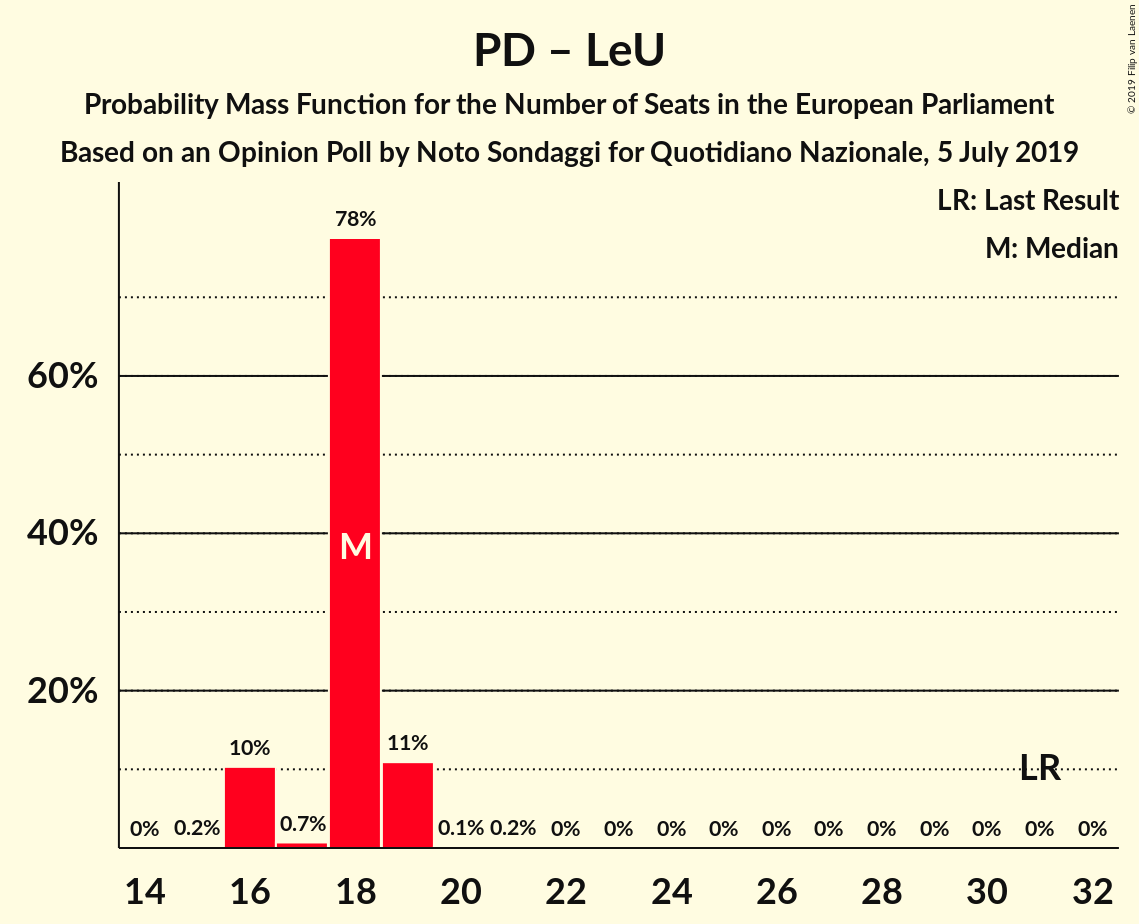 PD – LeU
Probability Mass Function for the Number of Seats in the European Parliament
Based on an Opinion Poll by Noto Sondaggi for Quotidiano Nazionale, 5 July 2019
© 2019 Filip van Laenen
LR: Last Result
M: Median
78%
60%
40%
M
20%
10%
11%
LR
0% 0.2% 0.7% 0.1% 0.2% 0% 0% 0% 0% 0% 0% 0% 0% 0% 0% 0%
14 16 18 20 22 24 26 28 30 32